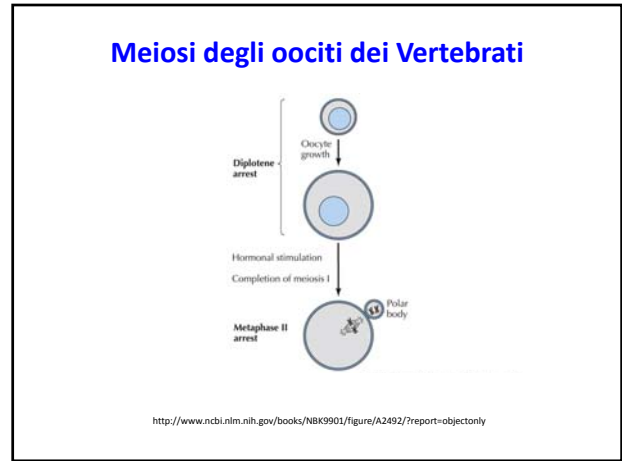 Meiosi degli oociti dei Vertebrati
Oocyte
growth
Diplotene
arrest
Hormonal stimulation
Completion of meiosis I
Polar
body
Metaphase II
arrest
http://www.ncbi.nlm.nih.gov/books/NBK9901/figure/A2492/?report=objectonly